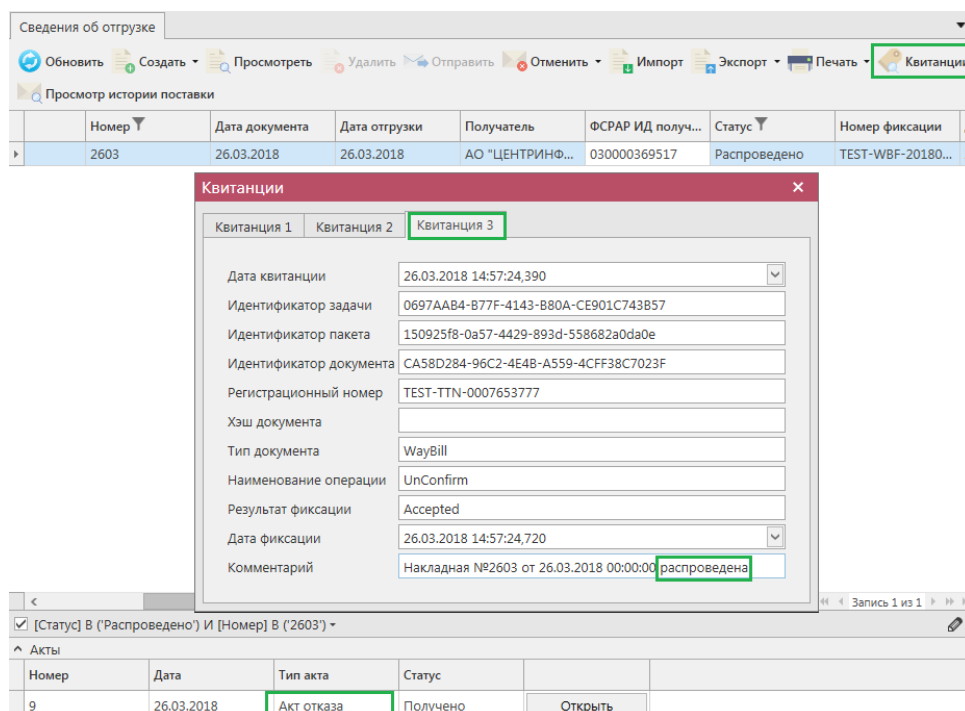 Сведения об отгрузке
Обновить Создать Просмотреть Удалить Отправить Отменить Импорт Экспорт Печать Квитанции
Просмотр истории поставки
Номер Дата документа Дата отгрузки Получатель ФСРАР ИД получ... Статус Номер фиксации
2603 26.03.2018 26.03.2018 АО "ЦЕНТРИНФ... 030000369517 Распроведено TEST-WBF-20180...
Квитанции
Квитанция 1 Квитанция 2 Квитанция 3
Дата квитанции 26.03.2018 14:57:24,390
Идентификатор задачи 0697AAB4-B77F-4143-B80A-CE901C743B57
Идентификатор пакета 150925f8-0a57-4429-893d-558682a0da0e
Идентификатор документа CA58D284-96C2-4E4B-A559-4CFF38C7023F
Регистрационный номер TEST-TTN-0007653777
Хэш документа
Тип документа WayBill
Наименование операции UnConfirm
Результат фиксации Accepted
Дата фиксации 26.03.2018 14:57:24,720
Комментарий Накладная №2603 от 26.03.2018 00:00:00 распроведена
Запись 1 из 1
[Статус] В ('Распроведено') И [Номер] В ('2603')
Акты
Номер Дата Тип акта Статус
9 26.03.2018 Акт отказа Получено Открыть